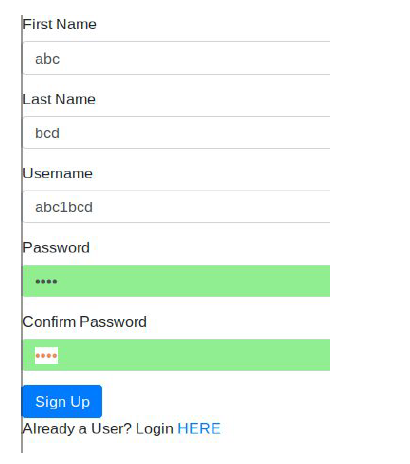 First Name
abc
Last Name
bcd
Username
abc1bcd
Password
••••
Confirm Password
••••
Sign Up
Already a User? Login HERE